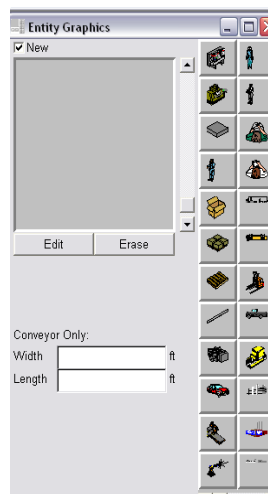 Entity Graphics
New
Edit Erase
Conveyor Only:
Width ft
Length ft